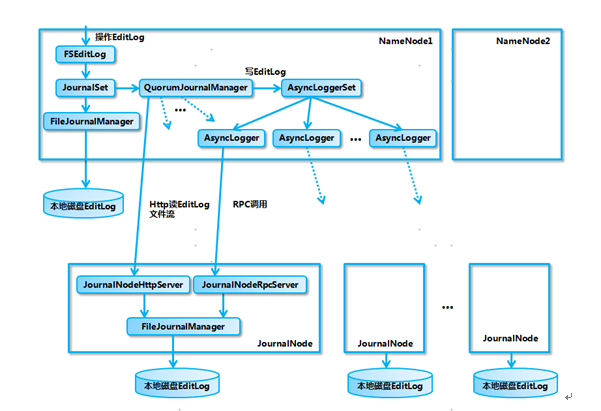 操作EditLog
NameNode1
NameNode2
FSEditLog
写EditLog
JournalSet
QuorumJournalManager
AsyncLoggerSet
...
FileJournalManager
AsyncLogger
AsyncLogger
...
AsyncLogger
本地磁盘EditLog
Http读EditLog
文件流
RPC调用
JournalNodeHttpServer
JournalNodeRpcServer
...
FileJournalManager
JournalNode
JournalNode
JournalNode
本地磁盘EditLog
本地磁盘EditLog
本地磁盘EditLog